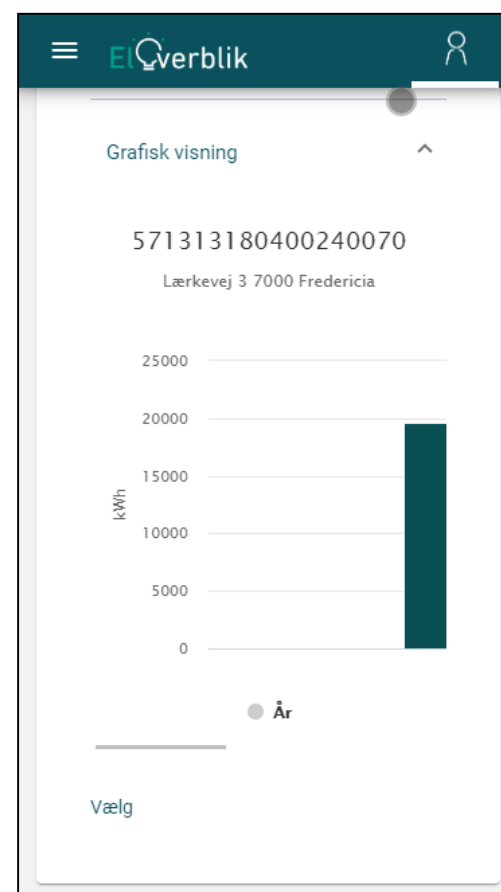 ElOverblik
Grafisk visning
571313180400240070
Lærkevej 3 7000 Fredericia
25000
20000
15000
10000
5000
0
kWh
År
Vælg